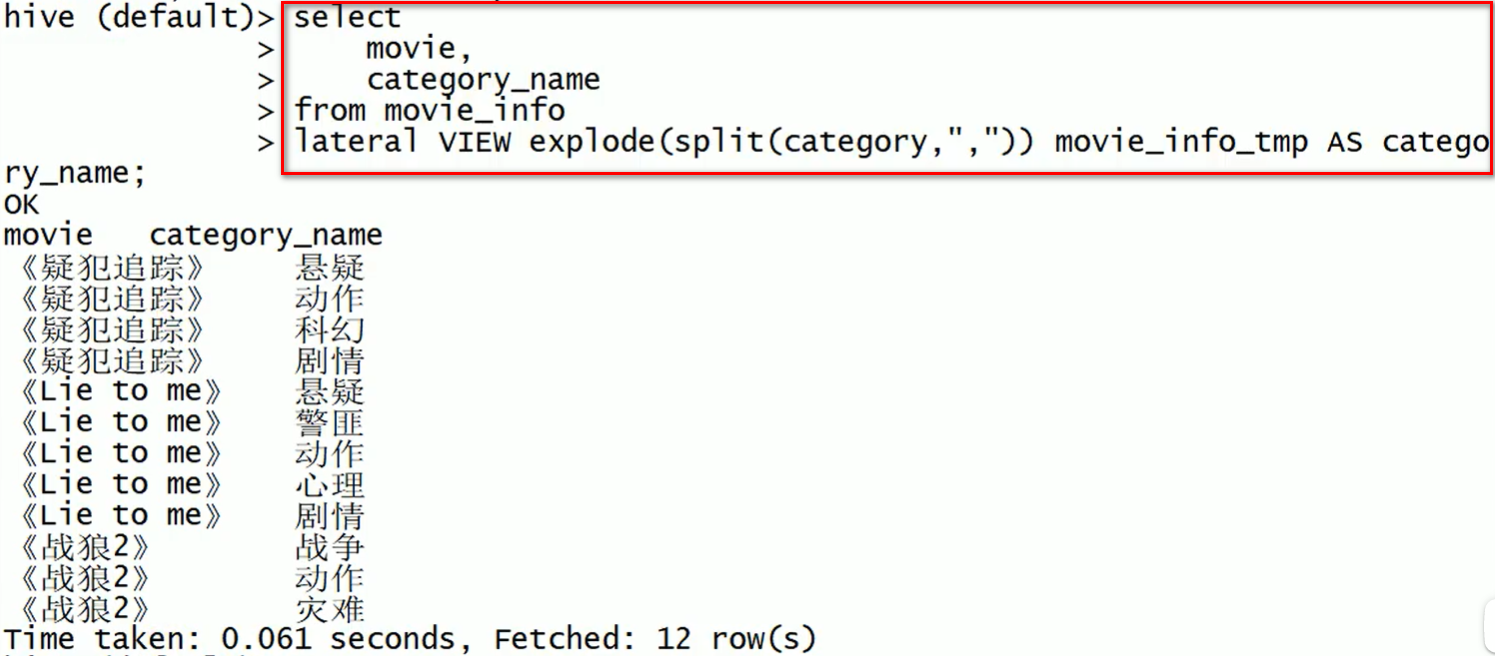 hive (default)> select
> movie,
> category_name
> from movie_info
> lateral VIEW explode(split(category,",")) movie_info_tmp AS catego
ry_name;
OK
movie category_name
《疑犯追踪》 悬疑
《疑犯追踪》 动作
《疑犯追踪》 科幻
《疑犯追踪》 剧情
《Lie to me》 悬疑
《Lie to me》 警匪
《Lie to me》 动作
《Lie to me》 心理
《Lie to me》 剧情
《战狼2》 战争
《战狼2》 动作
《战狼2》 灾难
Time taken: 0.061 seconds, Fetched: 12 row(s)